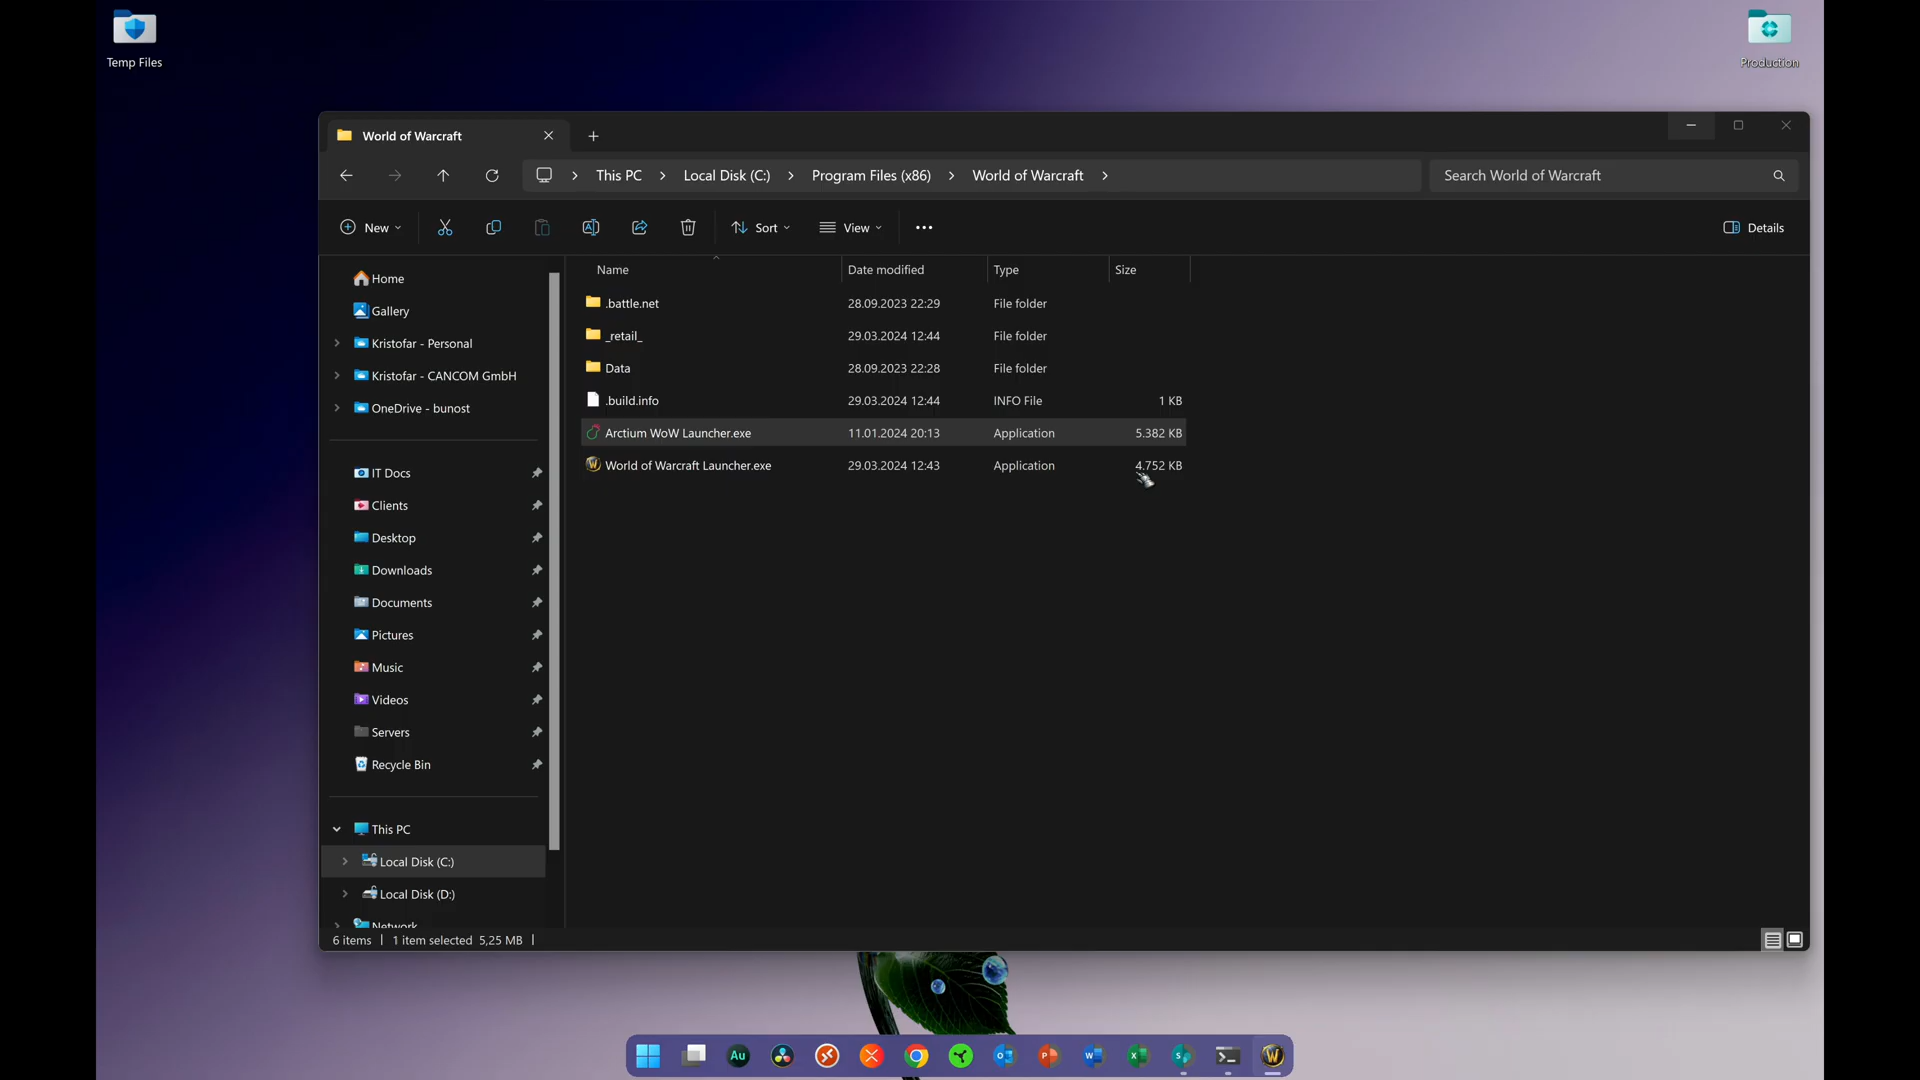 Temp Files
Production
World of Warcraft
This PC
Local Disk (C:)
Program Files (x86)
World of Warcraft
Search World of Warcraft
New
Sort
View
Details
Name
Date modified
Type
Size
.battle.net
28.09.2023 22:29
File folder
_retail_
29.03.2024 12:44
File folder
Data
28.09.2023 22:28
File folder
.build.info
29.03.2024 12:44
INFO File
1 KB
Arctium WoW Launcher.exe
11.01.2024 20:13
Application
5.382 KB
World of Warcraft Launcher.exe
29.03.2024 12:43
Application
4.752 KB
Home
Gallery
Kristofar - Personal
Kristofar - CANCOM GmbH
OneDrive - bunost
IT Docs
Clients
Desktop
Downloads
Documents
Pictures
Music
Videos
Servers
Recycle Bin
This PC
Local Disk (C:)
Local Disk (D:)
Network
6 items
1 item selected 5,25 MB
Au